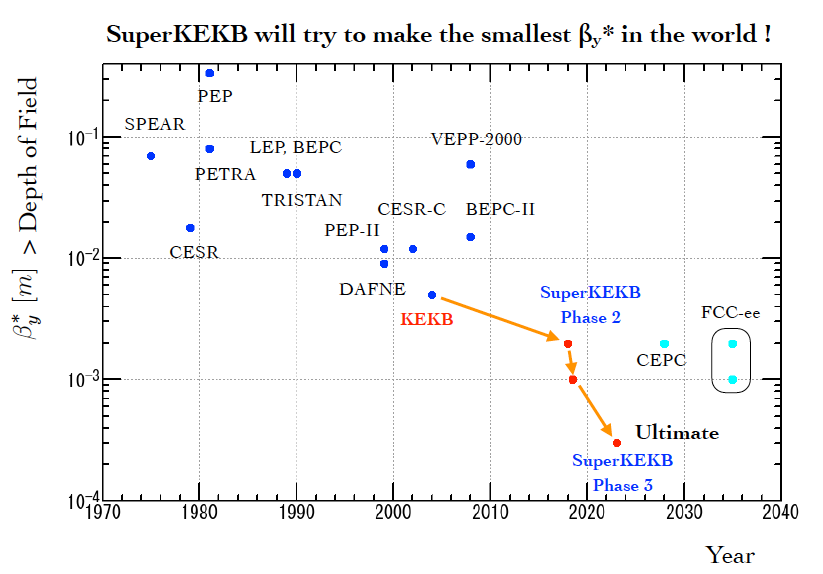 SuperKEKB will try to make the smallest βy* in the world !
βy* [m] > Depth of Field
10-1
10-2
10-3
10-4
PEP
SPEAR
LEP, BEPC
VEPP-2000
PETRA
TRISTAN
CESR-C
BEPC-II
PEP-II
CESR
DAFNE
KEKB
SuperKEKB
Phase 2
FCC-ee
CEPC
Ultimate
SuperKEKB
Phase 3
1970
1980
1990
2000
2010
2020
2030
2040
Year